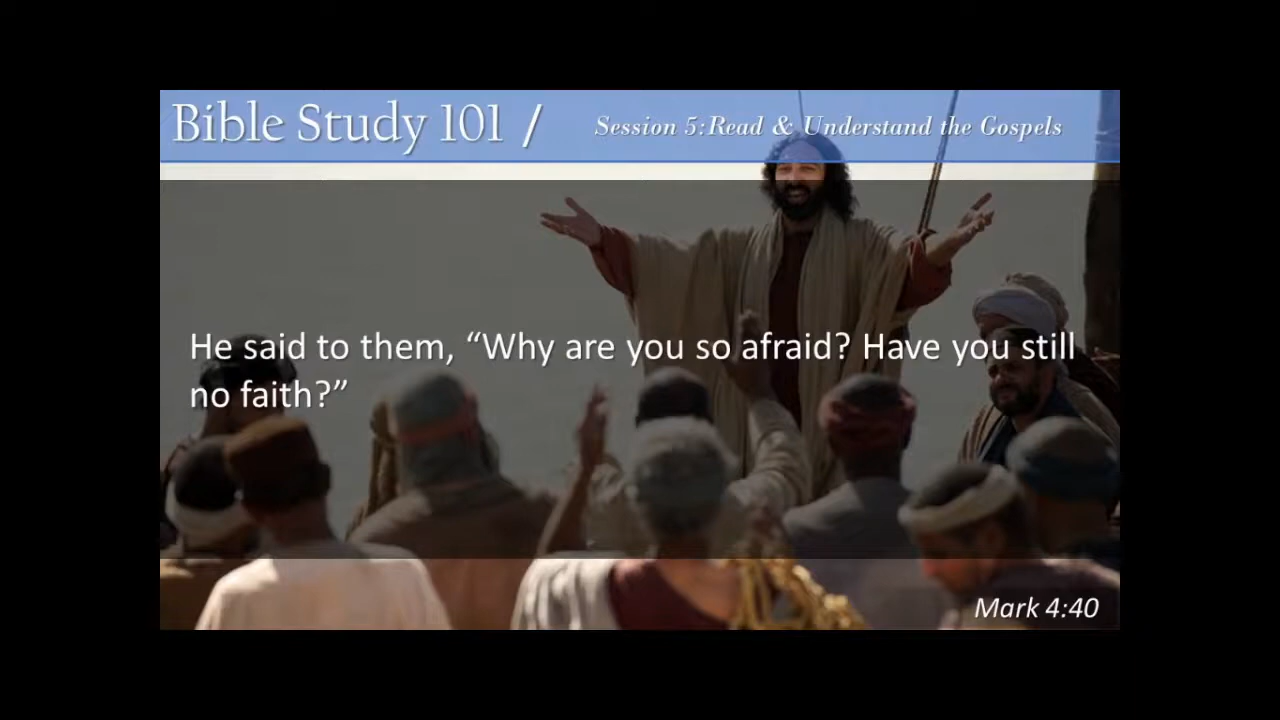 Bible Study 101 /
Session 5:Read & Understand the Gospels
He said to them, “Why are you so afraid? Have you still
no faith?”
Mark 4:40